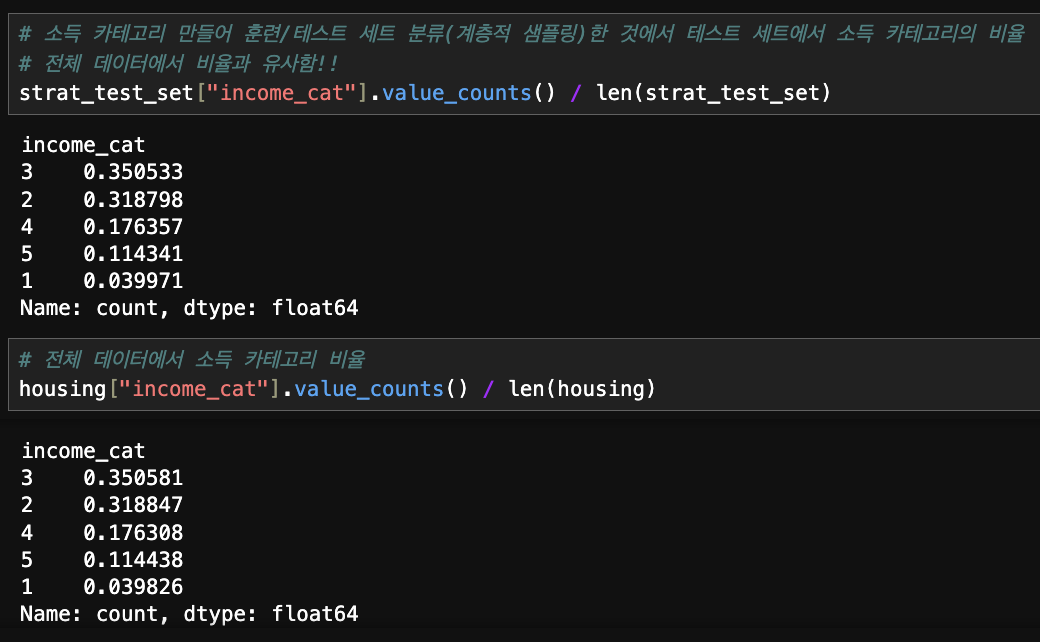 # 소득 카테고리 만들어 훈련/테스트 세트 분류(계층적 샘플링)한 것에서 테스트 세트에서 소득 카테고리의 비율
# 전체 데이터에서 비율과 유사함!!
strat_test_set["income_cat"].value_counts() / len(strat_test_set)
income_cat
3    0.350533
2    0.318798
4    0.176357
5    0.114341
1    0.039971
Name: count, dtype: float64
# 전체 데이터에서 소득 카테고리 비율
housing["income_cat"].value_counts() / len(housing)
income_cat
3    0.350581
2    0.318847
4    0.176308
5    0.114438
1    0.039826
Name: count, dtype: float64